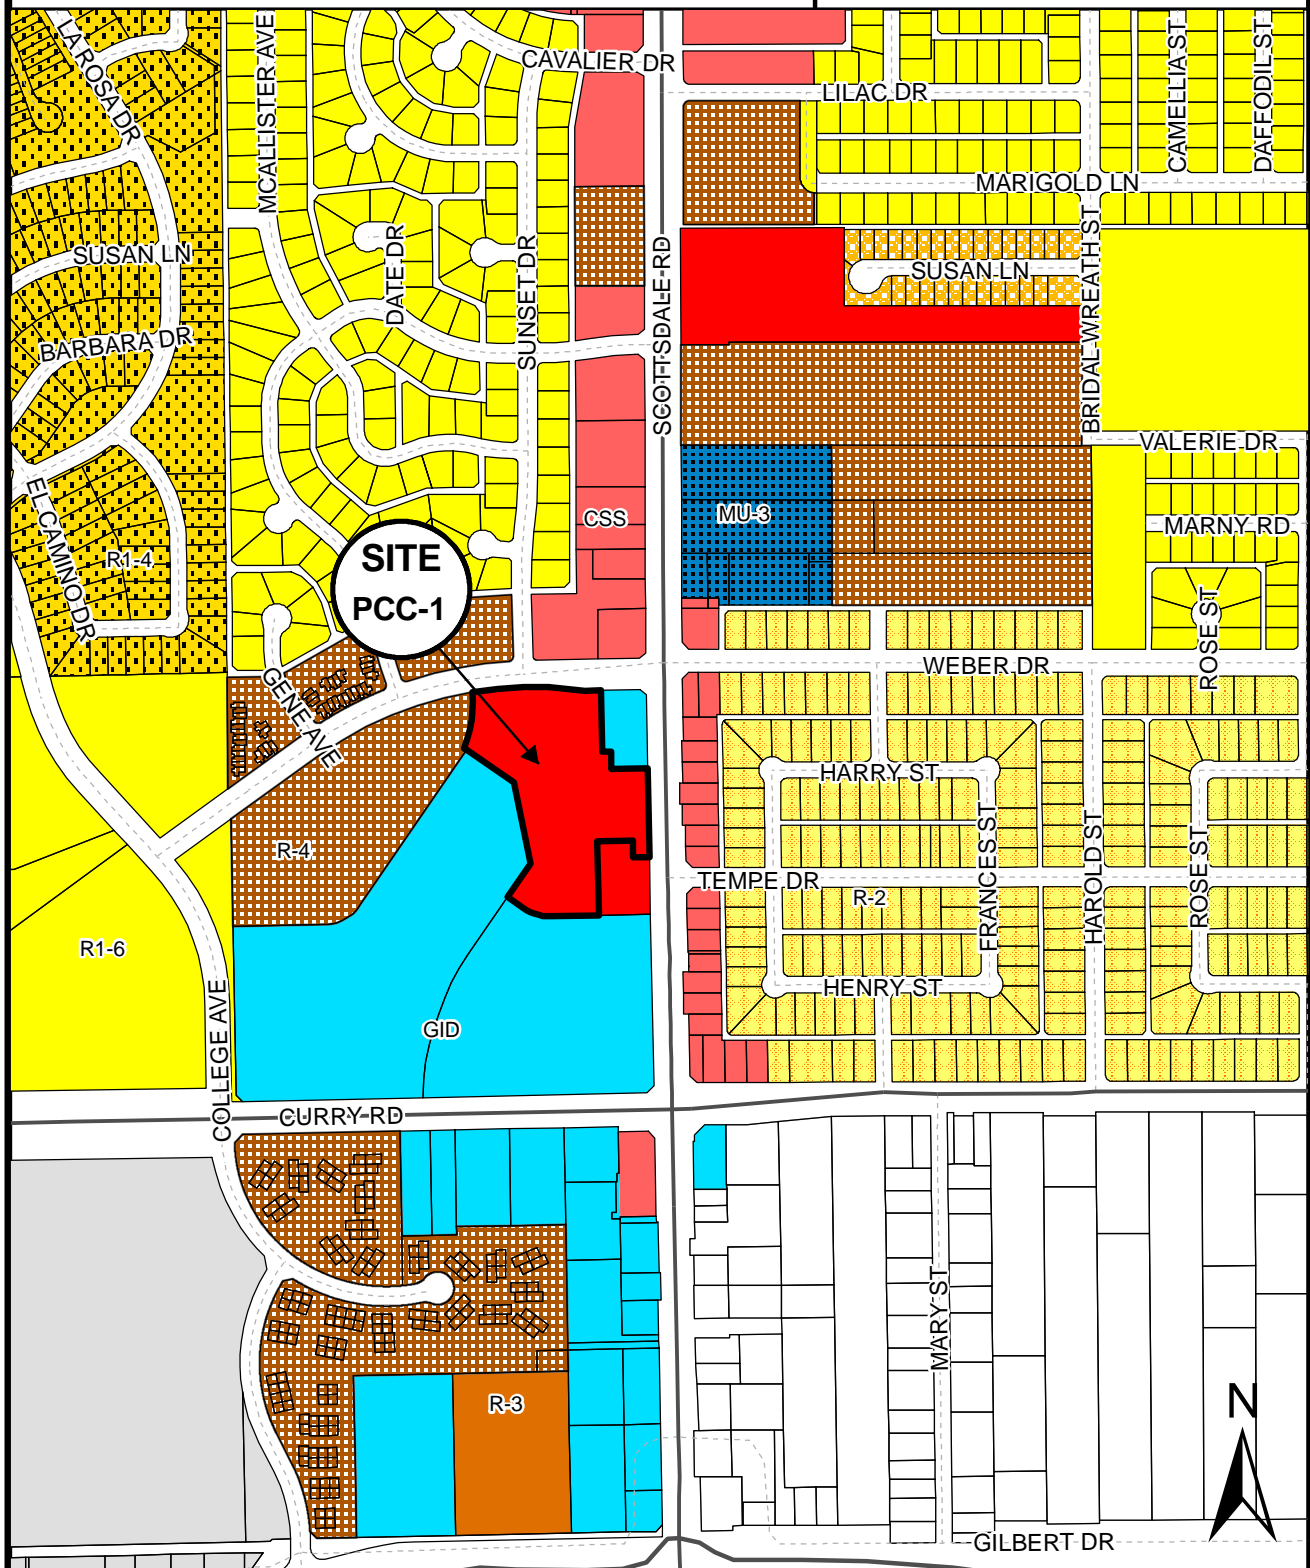 LAROSA DR
MCALLISTER AVE
CAVALIER DR
LILAC DR
CAMELLIA ST
DAFFODIL ST
MARIGOLD LN
SUSAN LN
DATE DR
SUNSET DR
SCOTTSDALE RD
SUSAN LN
BRIDAL WREATH ST
BARBARA DR
VALERIE DR
EL CAMINO DR
R1-4
CSS
MU-3
MARNY RD
SITE
PCC-1
ROSE ST
GENE AVE
WEBER DR
HARRY ST
R-4
TEMPE DR
R-2
FRANCES ST
HAROLD ST
ROSE ST
R1-6
HENRY ST
GID
COLLEGE AVE
CURRY RD
MARY ST
R-3
N
GILBERT DR